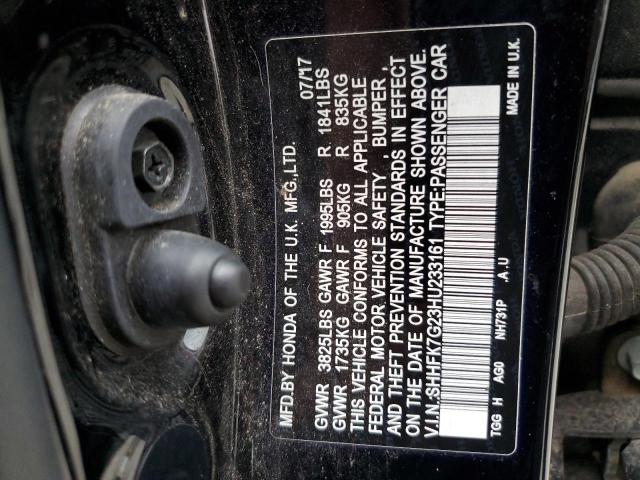 MFD.BY HONDA OF THE U.K. MFG.,LTD. 07/17
GVWR 3825LBS GAWR F 1995LBS R 1841LBS
GVWR 1735KG GAWR F 905KG R 835KG
THIS VEHICLE CONFORMS TO ALL APPLICABLE
FEDERAL MOTOR VEHICLE SAFETY , BUMPER ,
AND THEFT PREVENTION STANDARDS IN EFFECT
ON THE DATE OF MANUFACTURE SHOWN ABOVE.
V.I.N.:SHHFK7G23HU233161 TYPE:PASSENGER CAR
TGG H AG0 NH731P .A.U MADE IN U.K.